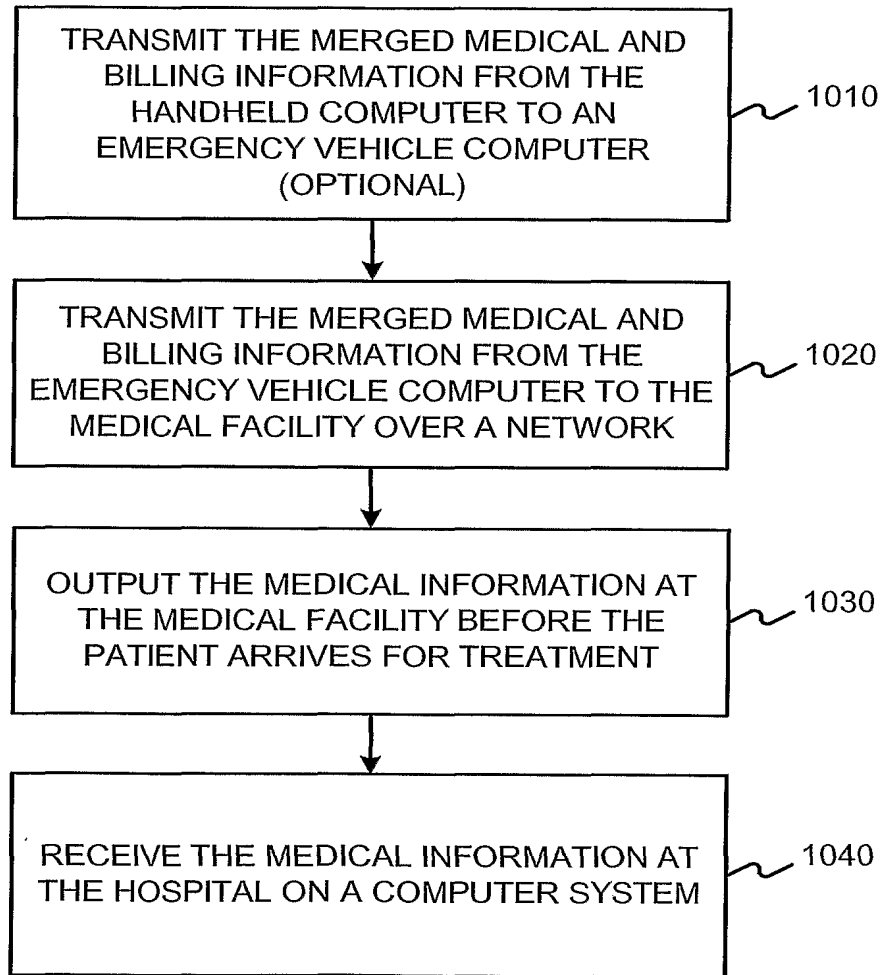 TRANSMIT THE MERGED MEDICAL AND
BILLING INFORMATION FROM THE
HANDHELD COMPUTER TO AN
EMERGENCY VEHICLE COMPUTER
(OPTIONAL)
1010
TRANSMIT THE MERGED MEDICAL AND
BILLING INFORMATION FROM THE
EMERGENCY VEHICLE COMPUTER TO THE
MEDICAL FACILITY OVER A NETWORK
1020
OUTPUT THE MEDICAL INFORMATION AT
THE MEDICAL FACILITY BEFORE THE
PATIENT ARRIVES FOR TREATMENT
1030
RECEIVE THE MEDICAL INFORMATION AT
THE HOSPITAL ON A COMPUTER SYSTEM
1040